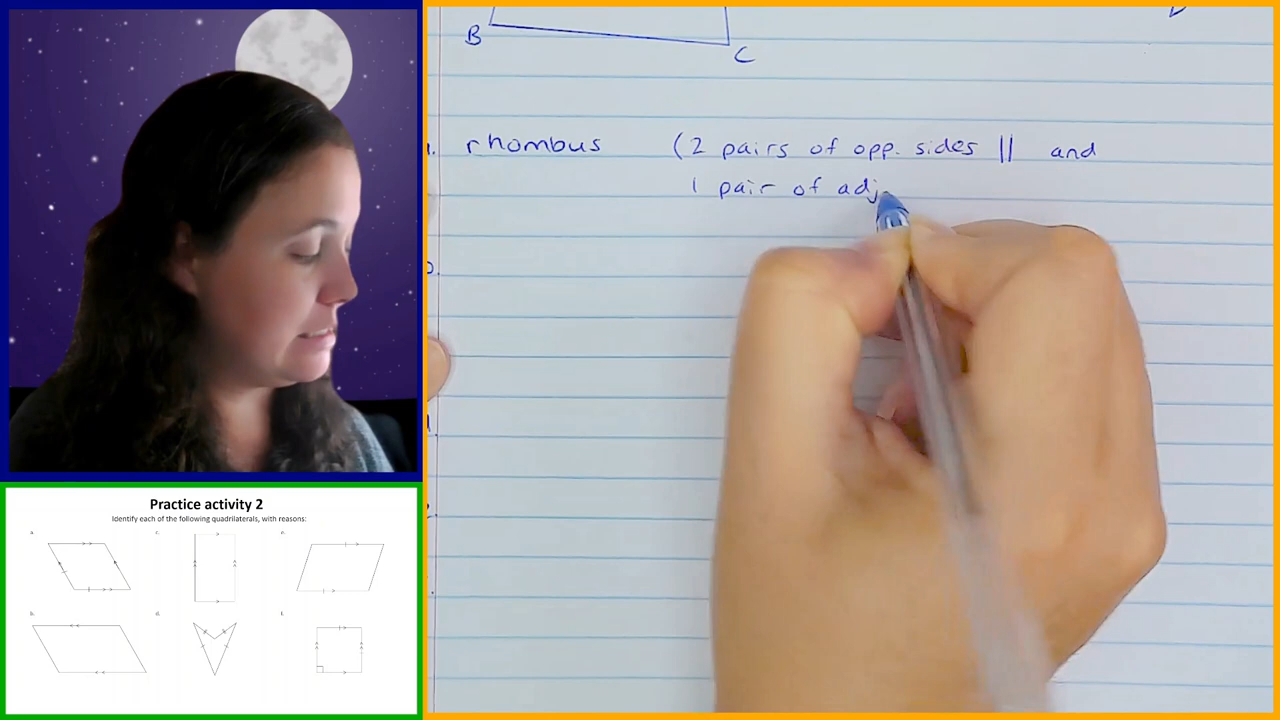 B
C
rhombus (2 pairs of opp. sides || and
1 pair of adj
Practice activity 2
Identify each of the following quadrilaterals, with reasons:
a. c. e.
b. d. f.